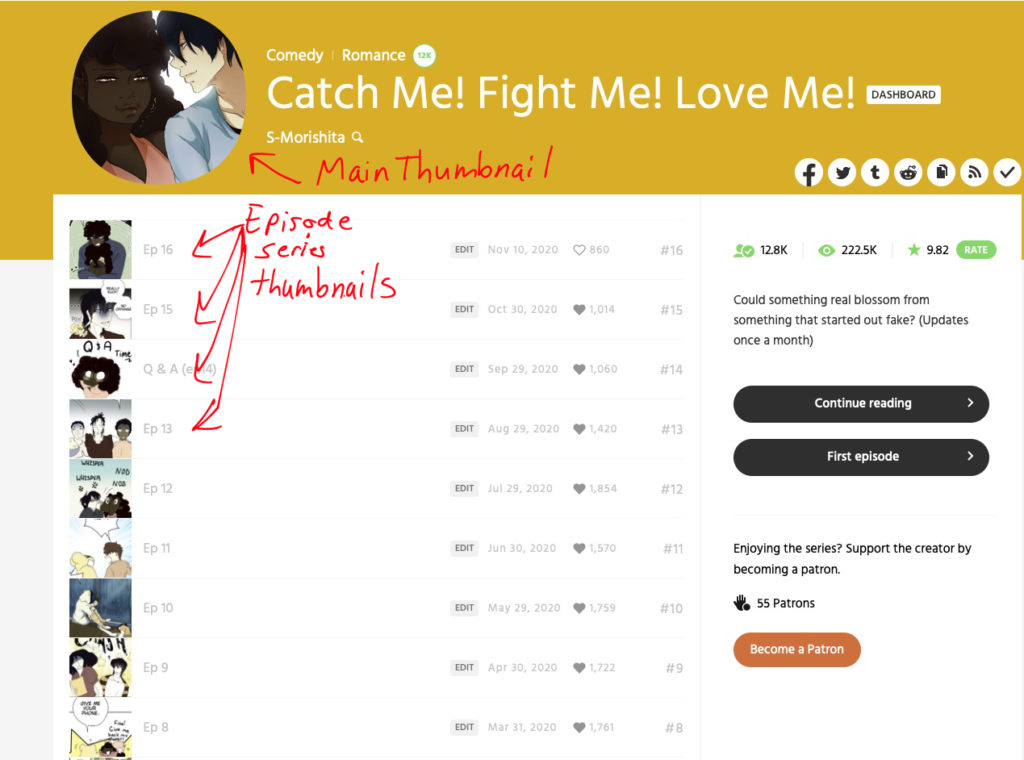 Comedy | Romance 12K
Catch Me! Fight Me! Love Me! DASHBOARD
S-Morishita
Main Thumbnail
Episode
series
thumbnails
Ep 16 EDIT Nov 10, 2020 860 #16
REALLY
Ep 15 EDIT Oct 30, 2020 1,014 #15
Q & A
Time
Q & A (ep 14) EDIT Sep 29, 2020 1,060 #14
Ep 13 EDIT Aug 29, 2020 1,420 #13
WHISPER NOD
WHISPER NOD
Ep 12 EDIT Jul 29, 2020 1,854 #12
Ep 11 EDIT Jun 30, 2020 1,570 #11
Ep 10 EDIT May 29, 2020 1,759 #10
Ep 9 EDIT Apr 30, 2020 1,722 #9
GIVE ME
YOUR
PHONE.
Fine!
Give me
Ep 8 EDIT Mar 31, 2020 1,761 #8
12.8K 222.5K 9.82 RATE
Could something real blossom from
something that started out fake? (Updates
once a month)
Continue reading
First episode
Enjoying the series? Support the creator by
becoming a patron.
55 Patrons
Become a Patron